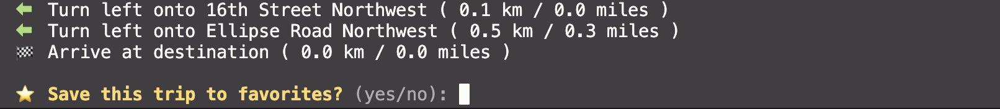 ⬅ Turn left onto 16th Street Northwest ( 0.1 km / 0.0 miles )
⬅ Turn left onto Ellipse Road Northwest ( 0.5 km / 0.3 miles )
🏁 Arrive at destination ( 0.0 km / 0.0 miles )
⭐ Save this trip to favorites? (yes/no):